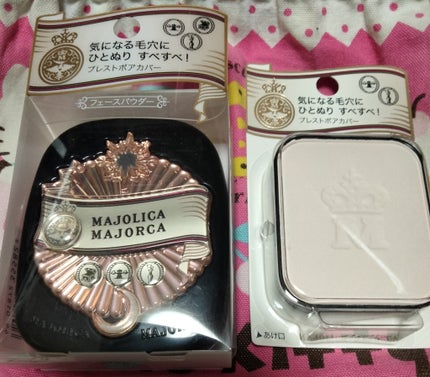 気になる毛穴に
ひとぬり すべすべ!
プレストポアカバー
フェースパウダー
MAJOLICA
MAJORCA
気になる毛穴に
ひとぬり すべすべ!
プレストポアカバー
M
あけ口